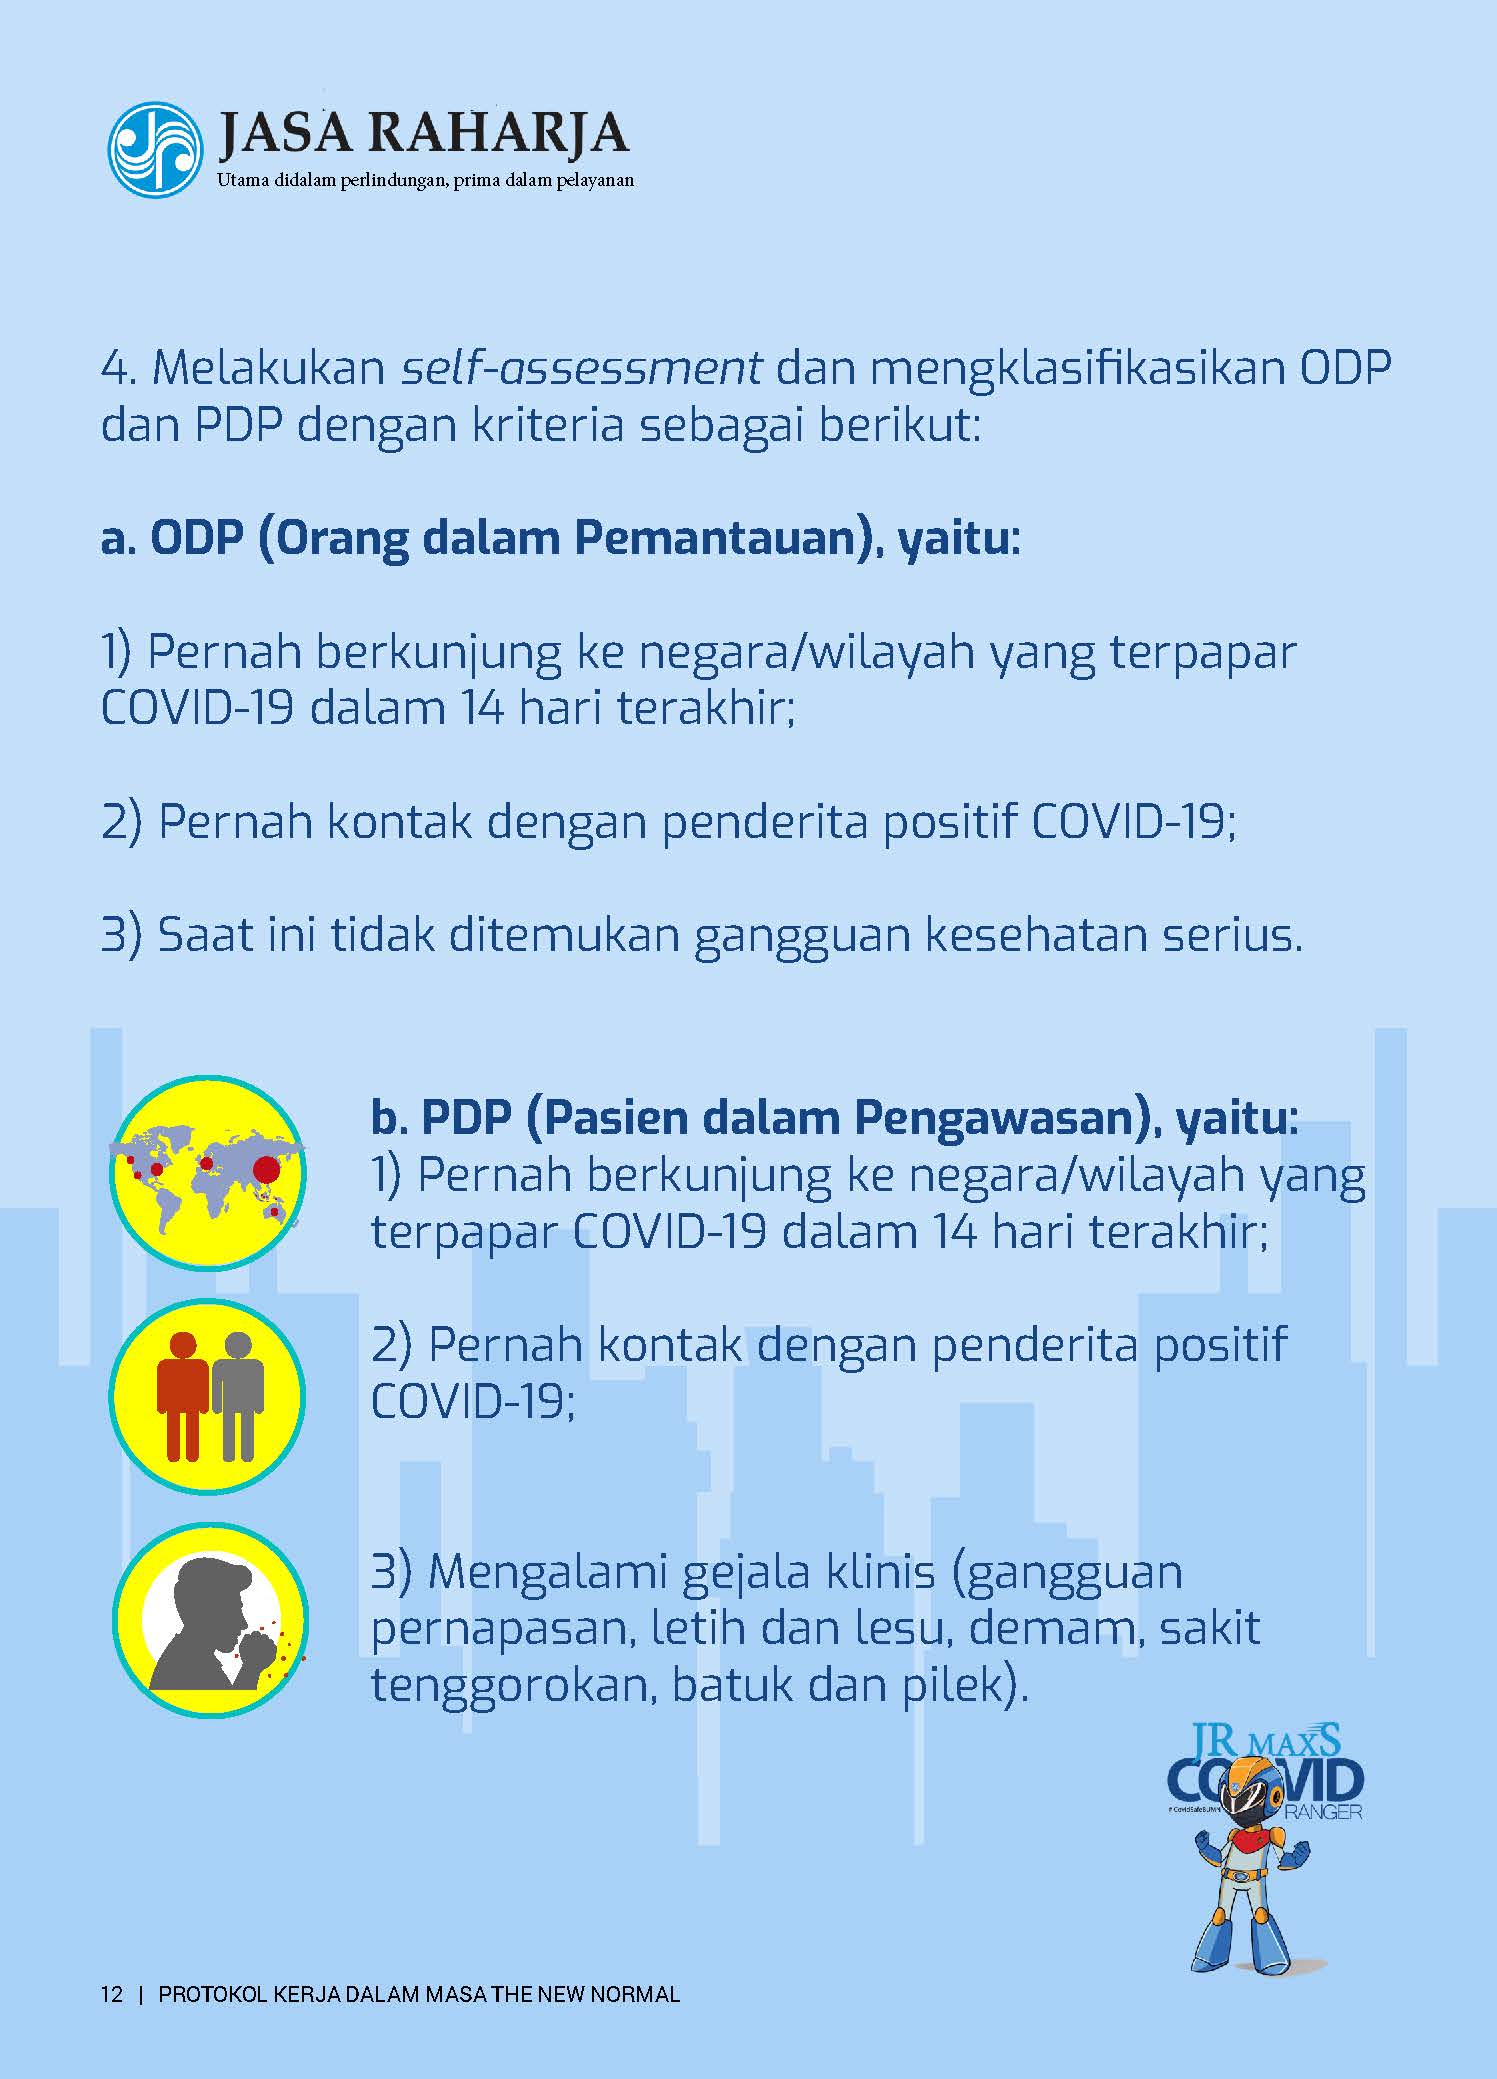 JASA RAHARJA
Utama didalam perlindungan, prima dalam pelayanan
4. Melakukan self-assessment dan mengklasifikasikan ODP
dan PDP dengan kriteria sebagai berikut:
a. ODP (Orang dalam Pemantauan), yaitu:
1) Pernah berkunjung ke negara/wilayah yang terpapar
COVID-19 dalam 14 hari terakhir;
2) Pernah kontak dengan penderita positif COVID-19;
3) Saat ini tidak ditemukan gangguan kesehatan serius.
b. PDP (Pasien dalam Pengawasan), yaitu:
1) Pernah berkunjung ke negara/wilayah yang
terpapar COVID-19 dalam 14 hari terakhir;
2) Pernah kontak dengan penderita positif
COVID-19;
3) Mengalami gejala klinis (gangguan
pernapasan, letih dan lesu, demam, sakit
tenggorokan, batuk dan pilek).
JR MAXS
COVID
#CovidSafeBUMN
RANGER
12 | PROTOKOL KERJA DALAM MASA THE NEW NORMAL